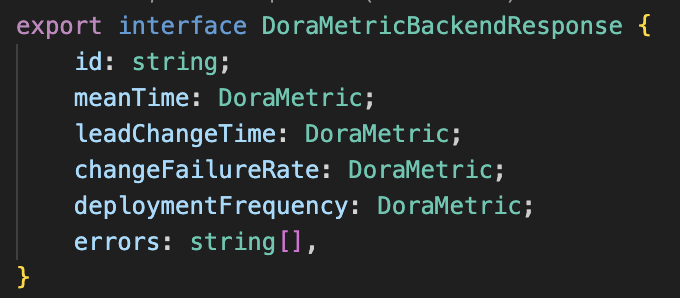 export interface DoraMetricBackendResponse {
id: string;
meanTime: DoraMetric;
leadChangeTime: DoraMetric;
changeFailureRate: DoraMetric;
deploymentFrequency: DoraMetric;
errors: string[],
}